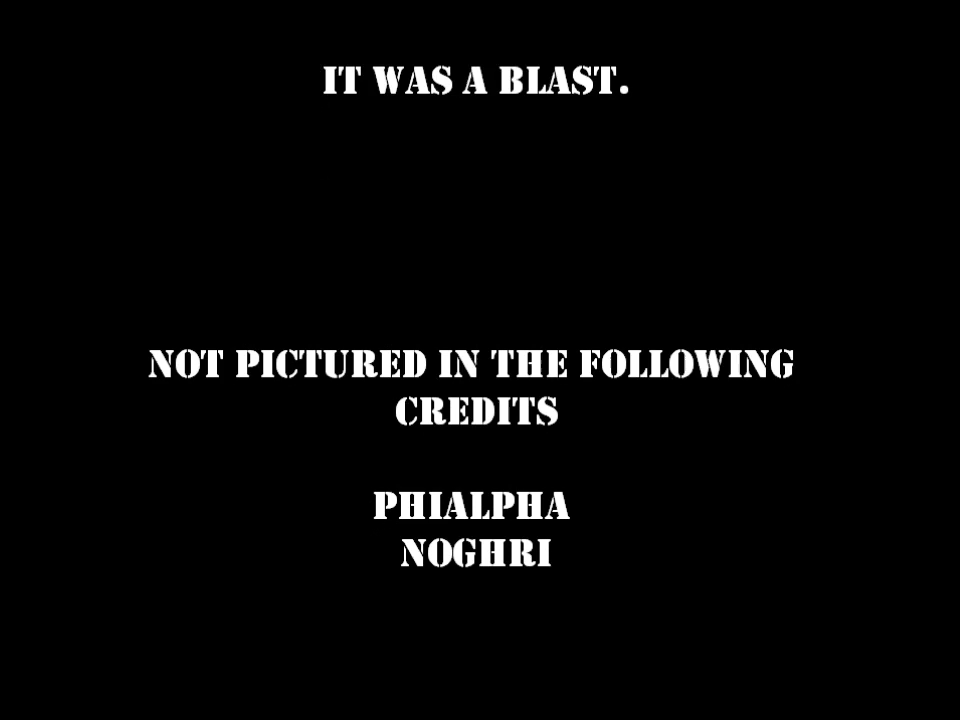 IT WAS A BLAST.
NOT PICTURED IN THE FOLLOWING
CREDITS
PHIALPHA
NOGHRI